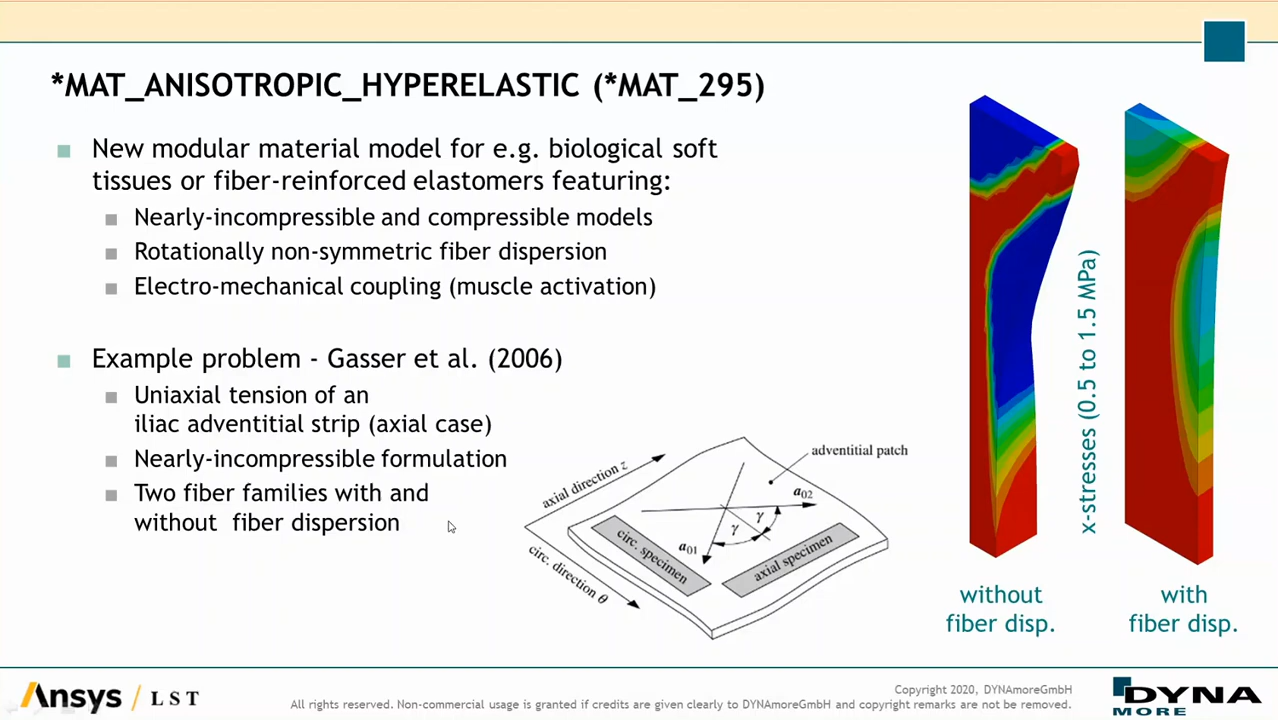 *MAT_ANISOTROPIC_HYPERELASTIC (*MAT_295)
New modular material model for e.g. biological soft
tissues or fiber-reinforced elastomers featuring:
Nearly-incompressible and compressible models
Rotationally non-symmetric fiber dispersion
Electro-mechanical coupling (muscle activation)
Example problem - Gasser et al. (2006)
Uniaxial tension of an
iliac adventitial strip (axial case)
Nearly-incompressible formulation
Two fiber families with and
without fiber dispersion
axial direction z
circ. direction θ
adventitial patch
a02
γ
γ
a01
circ. specimen
axial specimen
x-stresses (0.5 to 1.5 MPa)
without
fiber disp.
with
fiber disp.
Ansys / LST
Copyright 2020, DYNAmoreGmbH
All rights reserved. Non-commercial usage is granted if credits are given clearly to DYNAmoreGmbH and copyright remarks are not be removed.
DYNA
MORE